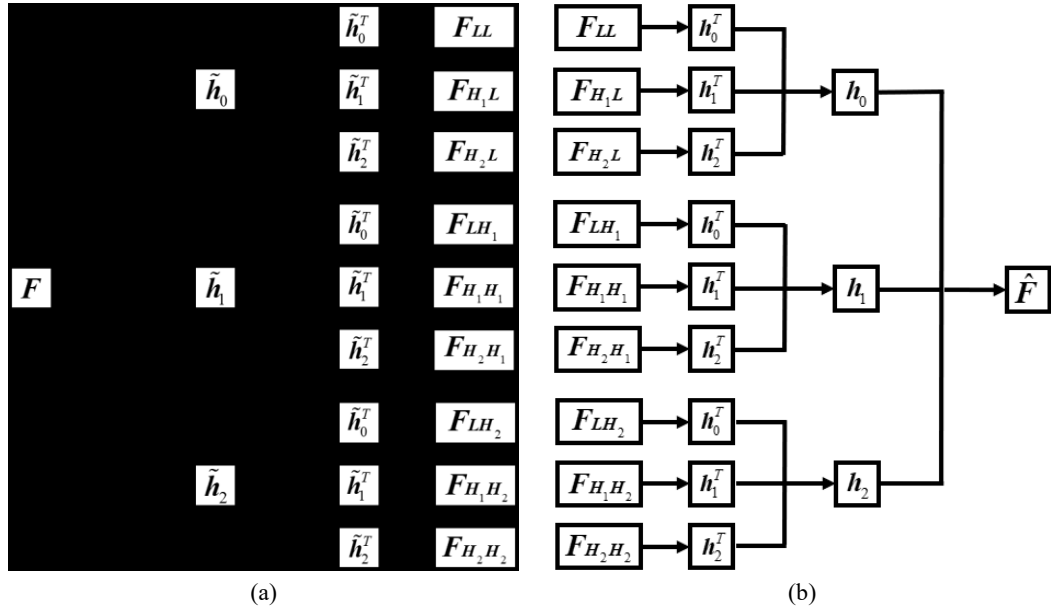 h̃₀ᵀ F_LL F_LL h₀ᵀ
h̃₀ h̃₁ᵀ F_H₁L F_H₁L h₁ᵀ h₀
h̃₂ᵀ F_H₂L F_H₂L h₂ᵀ
h̃₀ᵀ F_LH₁ F_LH₁ h₀ᵀ
F h̃₁ h̃₁ᵀ F_H₁H₁ F_H₁H₁ h₁ᵀ h₁ F̂
h̃₂ᵀ F_H₂H₁ F_H₂H₁ h₂ᵀ
h̃₀ᵀ F_LH₂ F_LH₂ h₀ᵀ
h̃₂ h̃₁ᵀ F_H₁H₂ F_H₁H₂ h₁ᵀ h₂
h̃₂ᵀ F_H₂H₂ F_H₂H₂ h₂ᵀ
(a) (b)